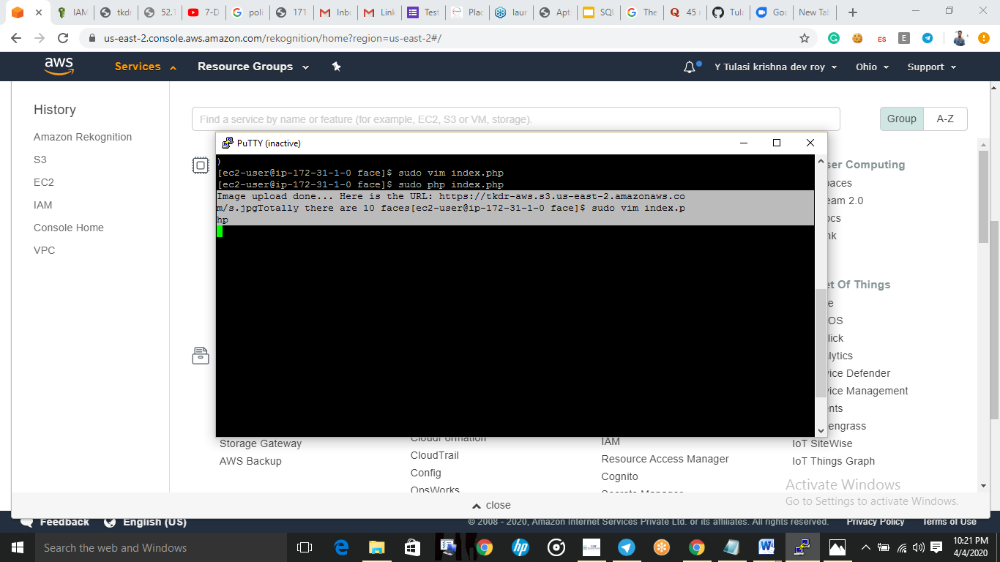 tkdr
52.1
7-D
poli
171
Inb
Link
Test
Plac
laur
Apti
SQL
The
45 r
Tula
Goo
New Tab
IAM
us-east-2.console.aws.amazon.com/rekognition/home?region=us-east-2#/
ES
E
aws
Services
Resource Groups
Y Tulasi krishna dev roy
Ohio
Support
History
Amazon Rekognition
S3
EC2
IAM
Console Home
VPC
Find a service by name or feature (for example, EC2, S3 or VM, storage).
Group
A-Z
PuTTY (inactive)
)
[ec2-user@ip-172-31-1-0 face]$ sudo vim index.php
[ec2-user@ip-172-31-1-0 face]$ sudo php index.php
Image upload done... Here is the URL: https://tkdr-aws.s3.us-east-2.amazonaws.co
m/s.jpgTotally there are 10 faces[ec2-user@ip-172-31-1-0 face]$ sudo vim index.p
hp
ser Computing
paces
eam 2.0
ocs
nk
et Of Things
e
OS
lick
alytics
vice Defender
vice Management
ents
engrass
IoT SiteWise
IoT Things Graph
Storage Gateway
AWS Backup
CloudFormation
CloudTrail
Config
OpsWorks
IAM
Resource Access Manager
Cognito
Secrets Manager
Activate Windows
Go to Settings to activate Windows.
close
Feedback
English (US)
© 2008 - 2020, Amazon Internet Services Private Ltd. or its affiliates. All rights reserved.
Privacy Policy
Terms of Use
Search the web and Windows
hp
10:21 PM
4/4/2020